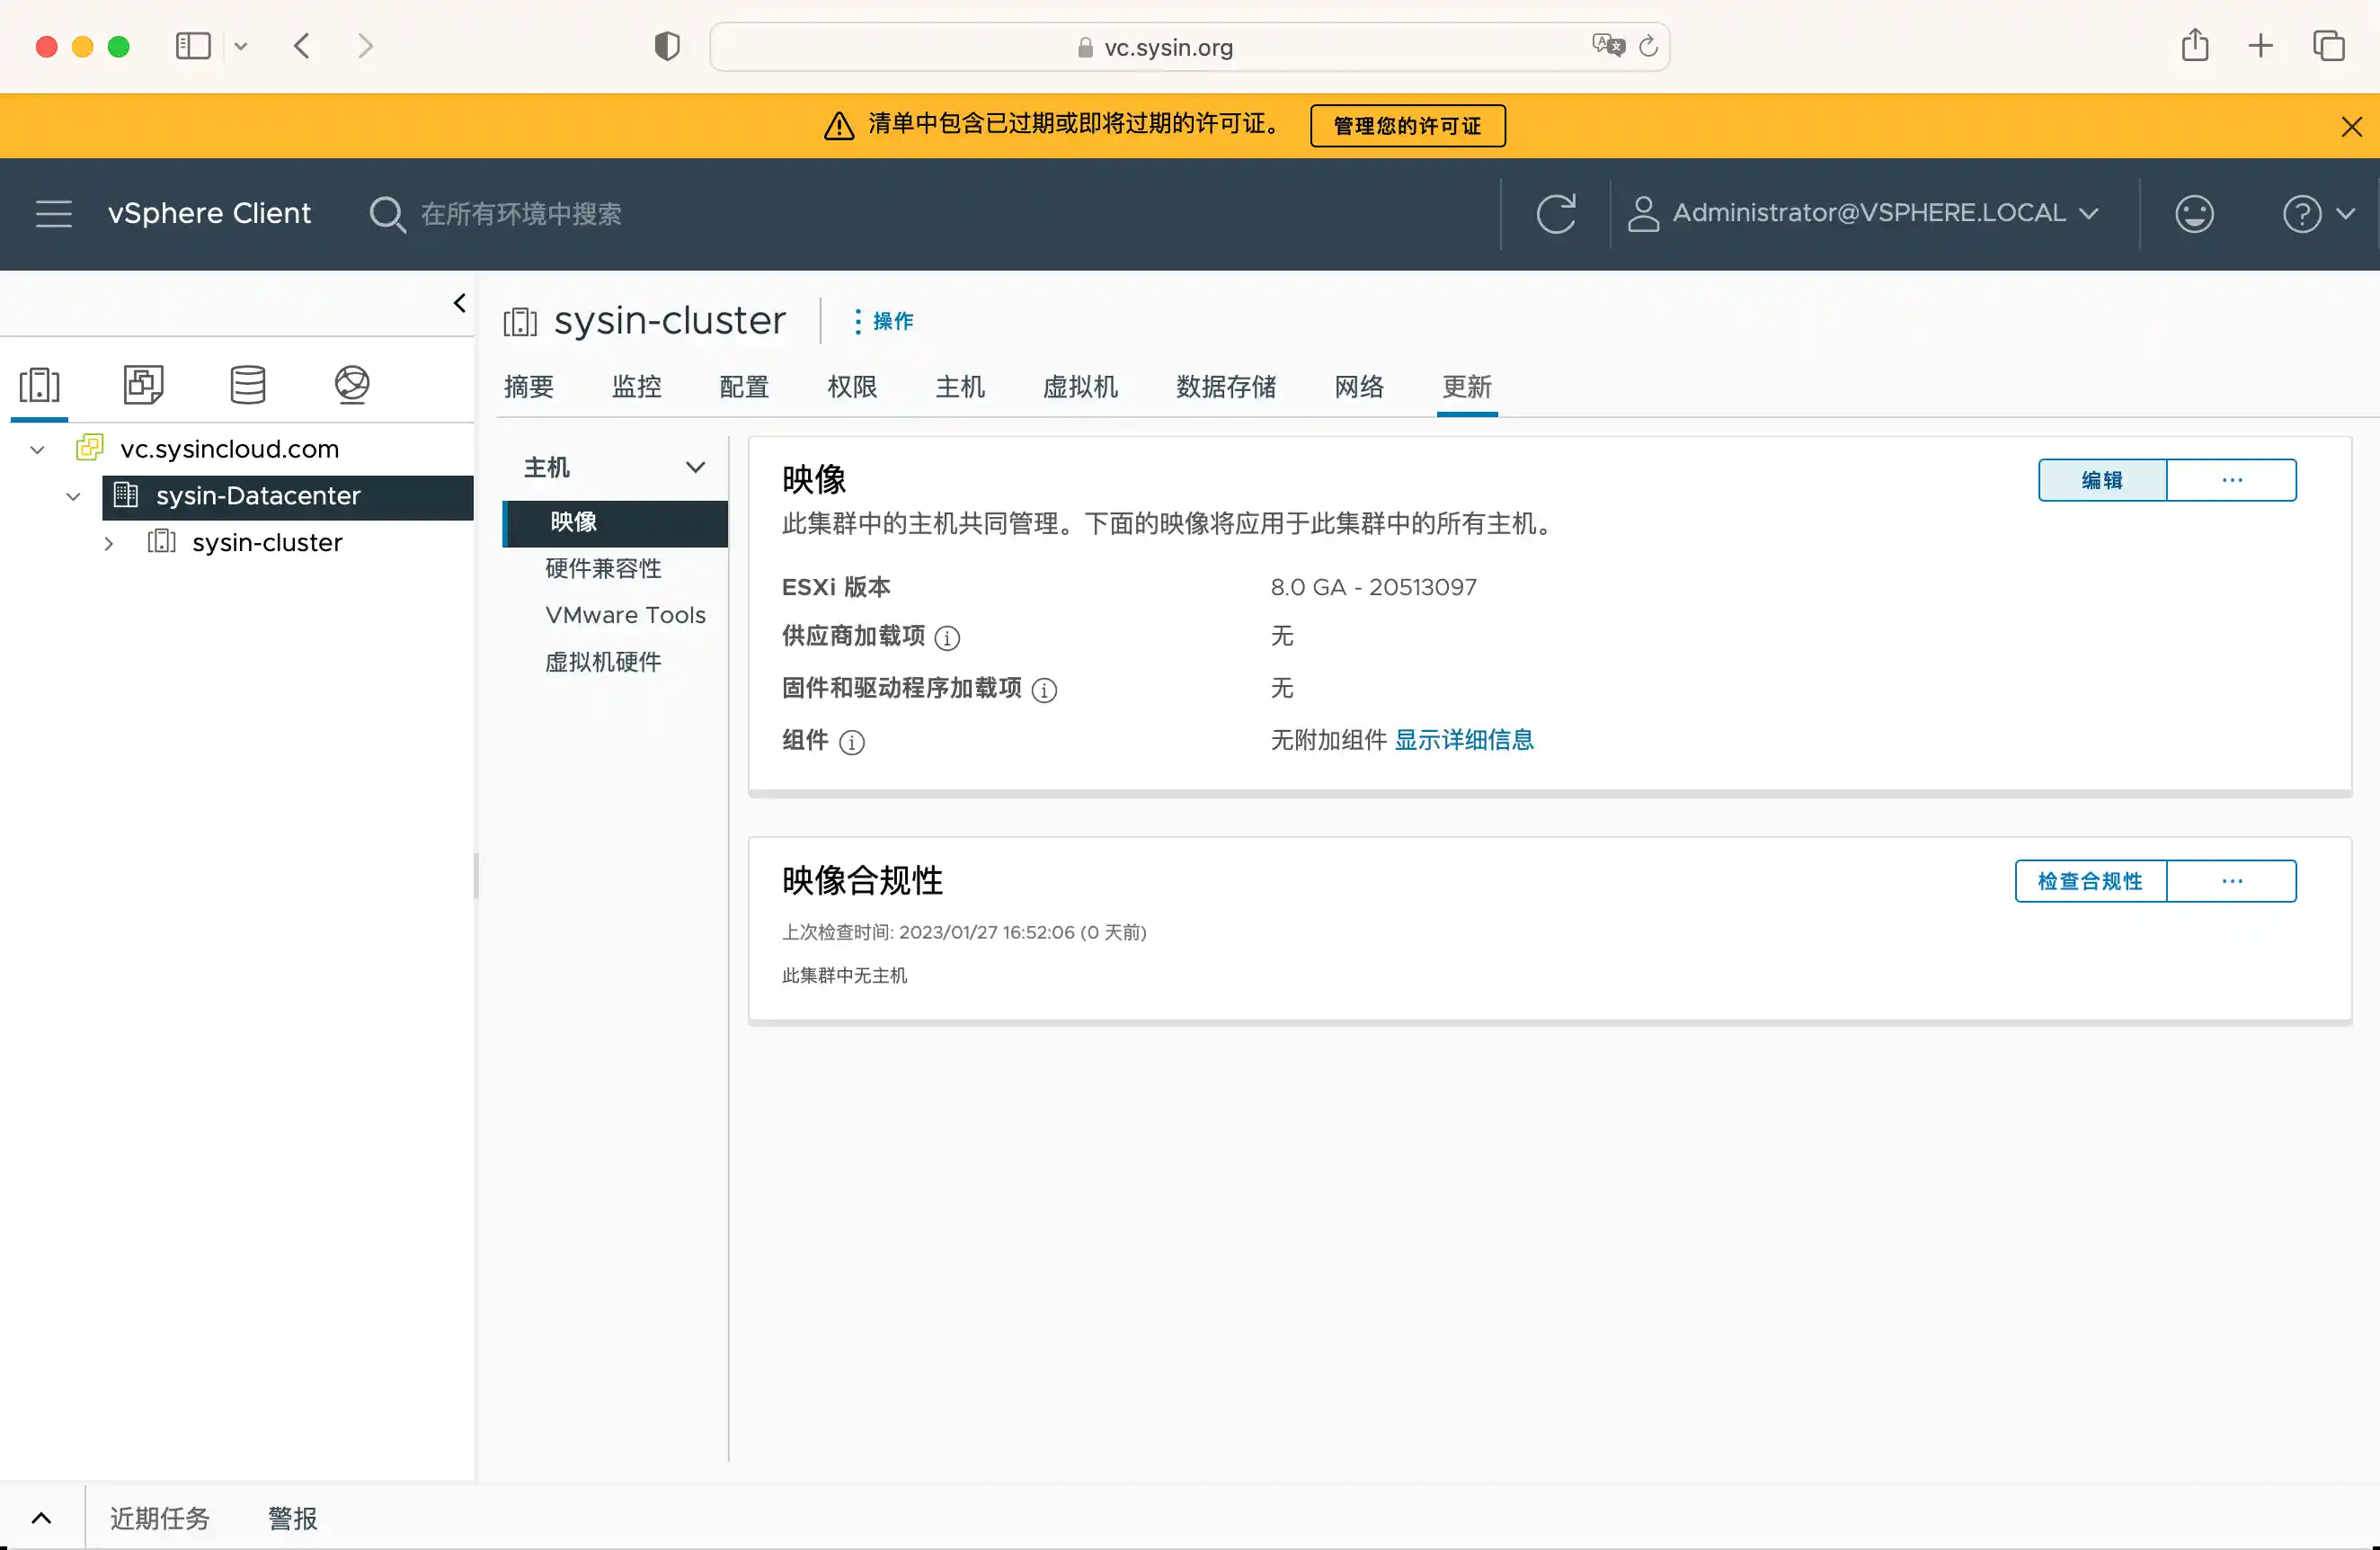 vc.sysin.org
清单中包含已过期或即将过期的许可证。 管理您的许可证
vSphere Client 在所有环境中搜索 Administrator@VSPHERE.LOCAL
sysin-cluster 操作
摘要 监控 配置 权限 主机 虚拟机 数据存储 网络 更新
vc.sysincloud.com
sysin-Datacenter
sysin-cluster
主机
映像
硬件兼容性
VMware Tools
虚拟机硬件
映像 编辑 ...
此集群中的主机共同管理。下面的映像将应用于此集群中的所有主机。
ESXi 版本 8.0 GA - 20513097
供应商加载项 无
固件和驱动程序加载项 无
组件 无附加组件 显示详细信息
映像合规性 检查合规性 ...
上次检查时间: 2023/01/27 16:52:06 (0 天前)
此集群中无主机
近期任务 警报